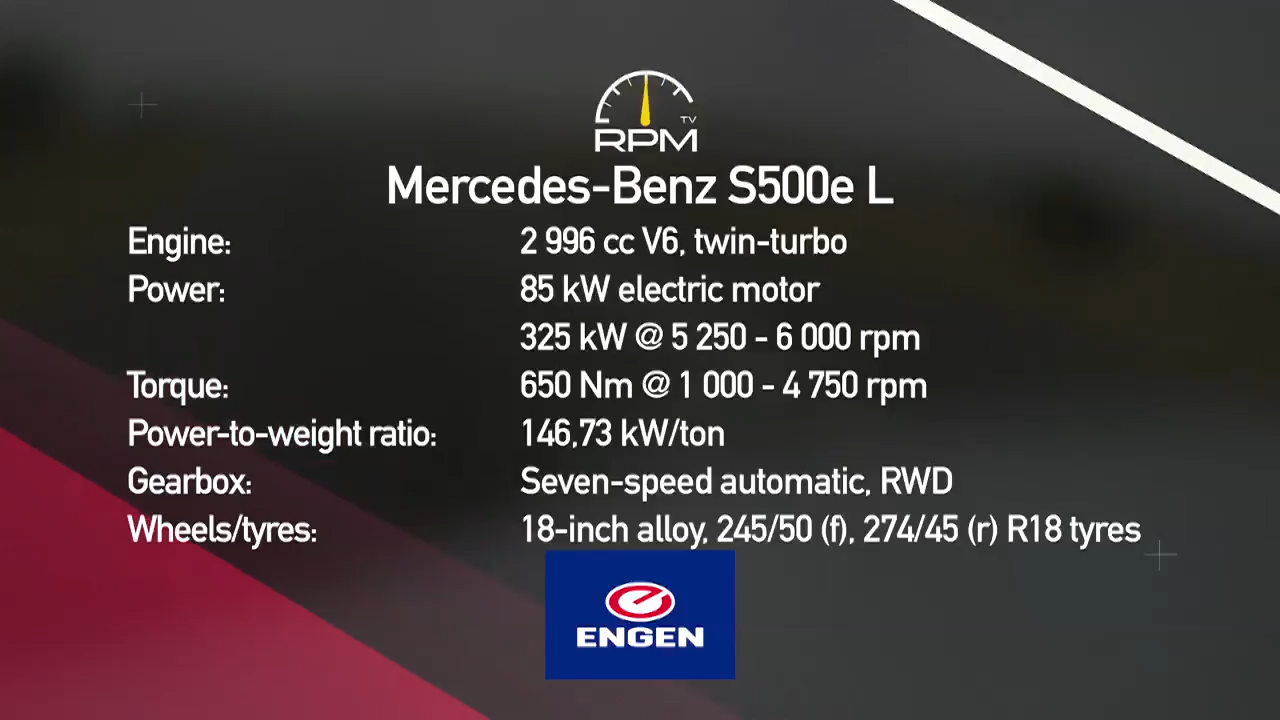 RPM TV
Mercedes-Benz S500e L
Engine: 2 996 cc V6, twin-turbo
Power: 85 kW electric motor
325 kW @ 5 250 - 6 000 rpm
Torque: 650 Nm @ 1 000 - 4 750 rpm
Power-to-weight ratio: 146,73 kW/ton
Gearbox: Seven-speed automatic, RWD
Wheels/tyres: 18-inch alloy, 245/50 (f), 274/45 (r) R18 tyres
ENGEN